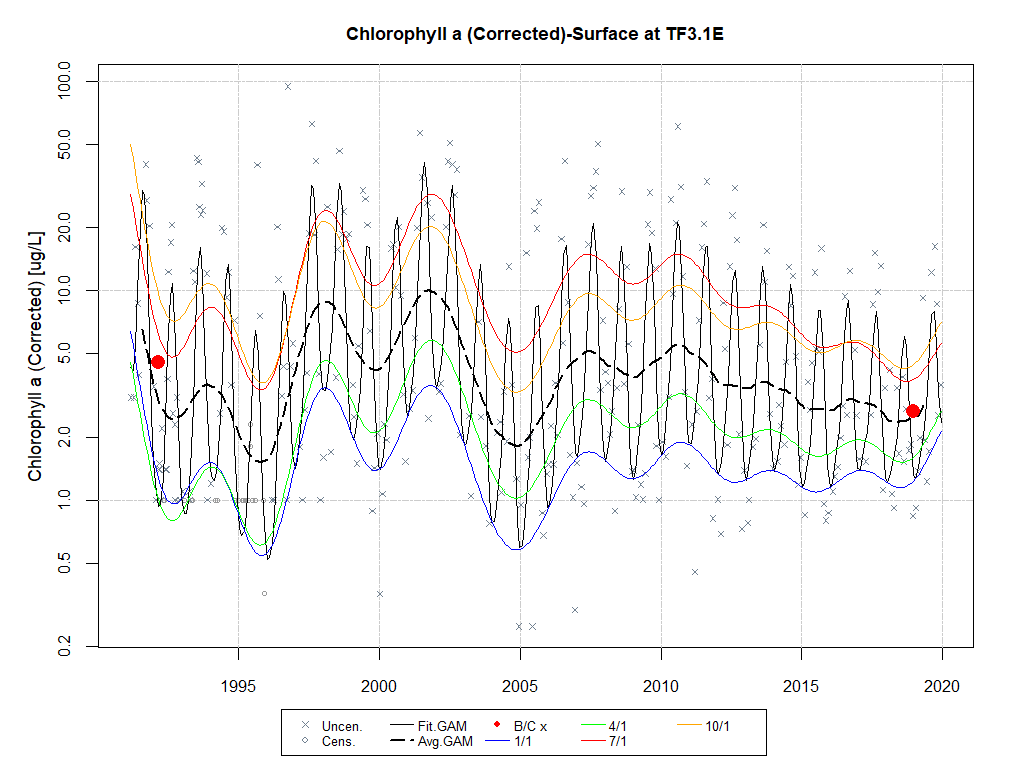 Chlorophyll a (Corrected)-Surface at TF3.1E
Chlorophyll a (Corrected) [ug/L]
100.0
50.0
20.0
10.0
5.0
2.0
1.0
0.5
0.2
1995 2000 2005 2010 2015 2020
Uncen. Fit.GAM B/C x 4/1 10/1
Cens. Avg.GAM 1/1 7/1